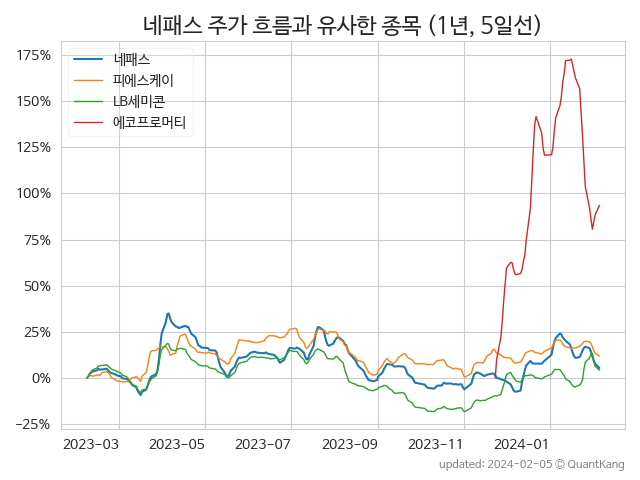 네패스 주가 흐름과 유사한 종목 (1년, 5일선)
175%
150%
125%
100%
75%
50%
25%
0%
−25%
네패스
피에스케이
LB세미콘
에코프로머티
2023-03
2023-05
2023-07
2023-09
2023-11
2024-01
updated: 2024-02-05 © QuantKang